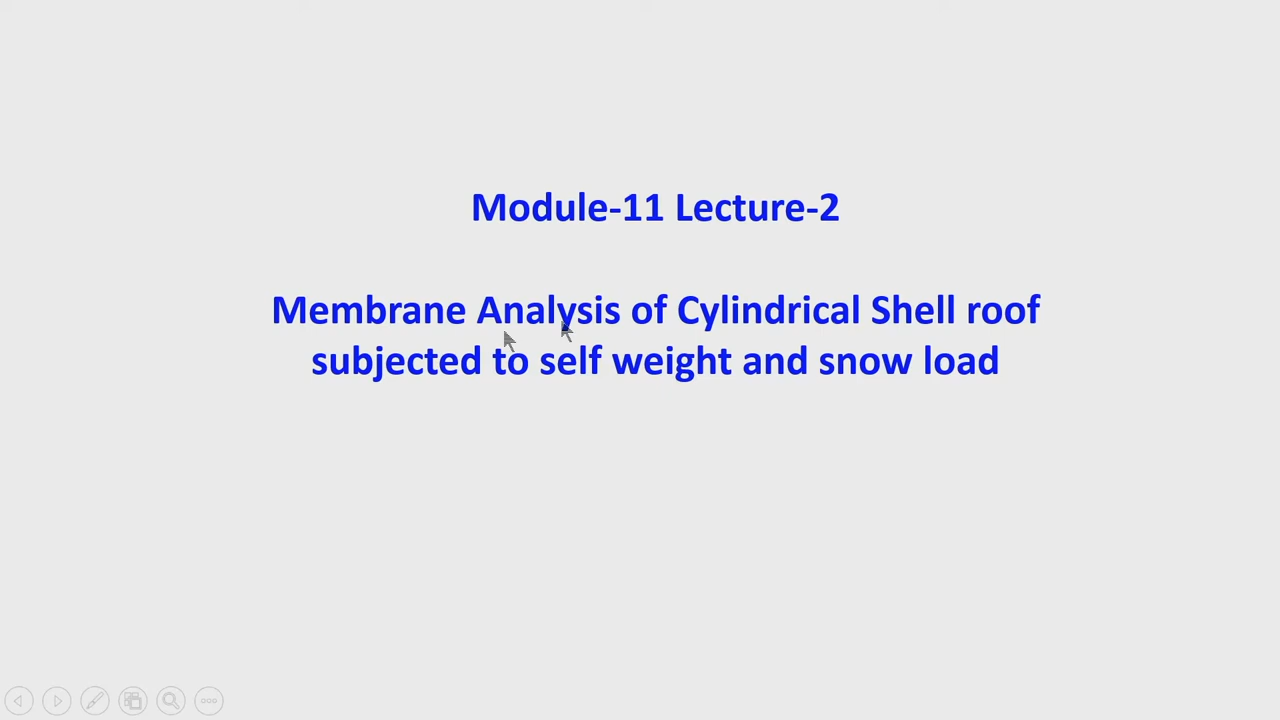 Module-11 Lecture-2
Membrane Analysis of Cylindrical Shell roof
subjected to self weight and snow load